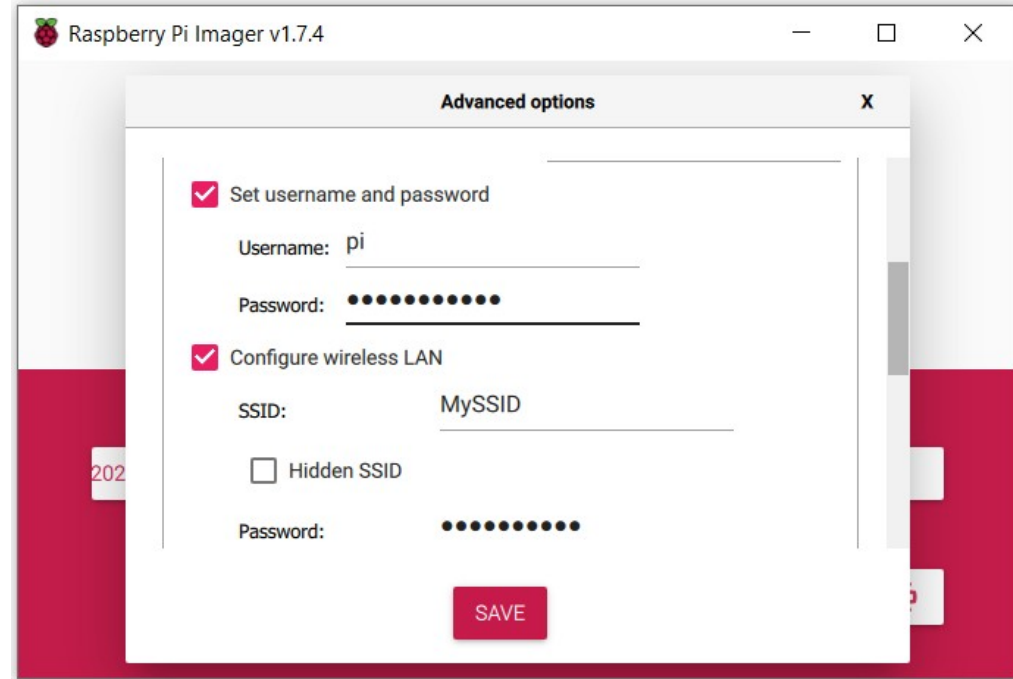 Raspberry Pi Imager v1.7.4
Advanced options X
Set username and password
Username: pi
Password: •••••••••••
Configure wireless LAN
SSID: MySSID
202
Hidden SSID
Password: ••••••••••
SAVE